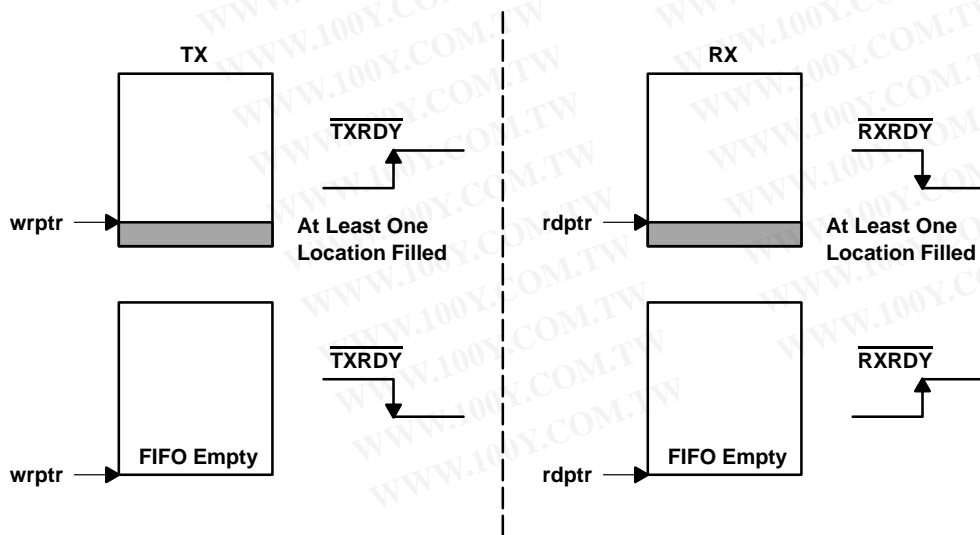 TX
TXRDY
wrptr
At Least One
Location Filled
TXRDY
FIFO Empty
wrptr
RX
RXRDY
rdptr
At Least One
Location Filled
RXRDY
FIFO Empty
rdptr
WWW.100Y.COM.TW